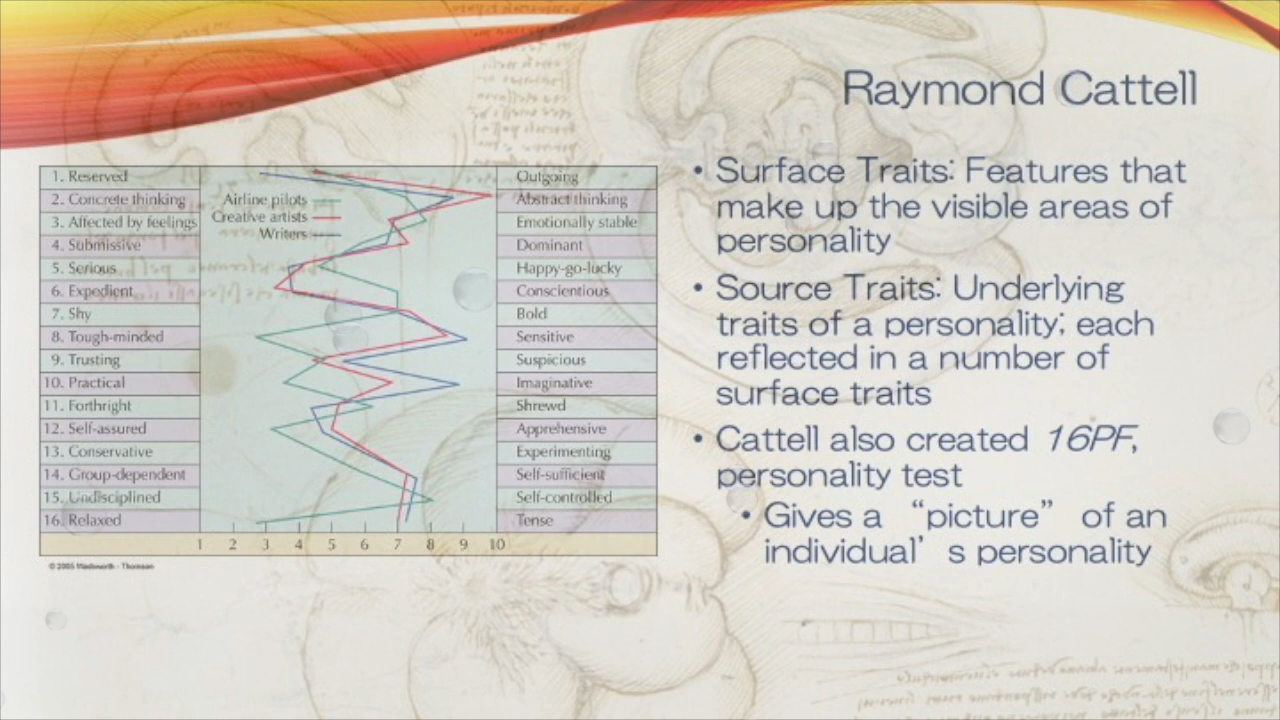 Raymond Cattell
1. Reserved Outgoing
2. Concrete thinking Airline pilots Abstract thinking
3. Affected by feelings Creative artists Emotionally stable
4. Submissive Writers Dominant
5. Serious Happy-go-lucky
6. Expedient Conscientious
7. Shy Bold
8. Tough-minded Sensitive
9. Trusting Suspicious
10. Practical Imaginative
11. Forthright Shrewd
12. Self-assured Apprehensive
13. Conservative Experimenting
14. Group-dependent Self-sufficient
15. Undisciplined Self-controlled
16. Relaxed Tense
1 2 3 4 5 6 7 8 9 10
© 2005 Wadsworth - Thomson
• Surface Traits: Features that
make up the visible areas of
personality
• Source Traits: Underlying
traits of a personality; each
reflected in a number of
surface traits
• Cattell also created 16PF,
personality test
• Gives a “picture” of an
individual’s personality